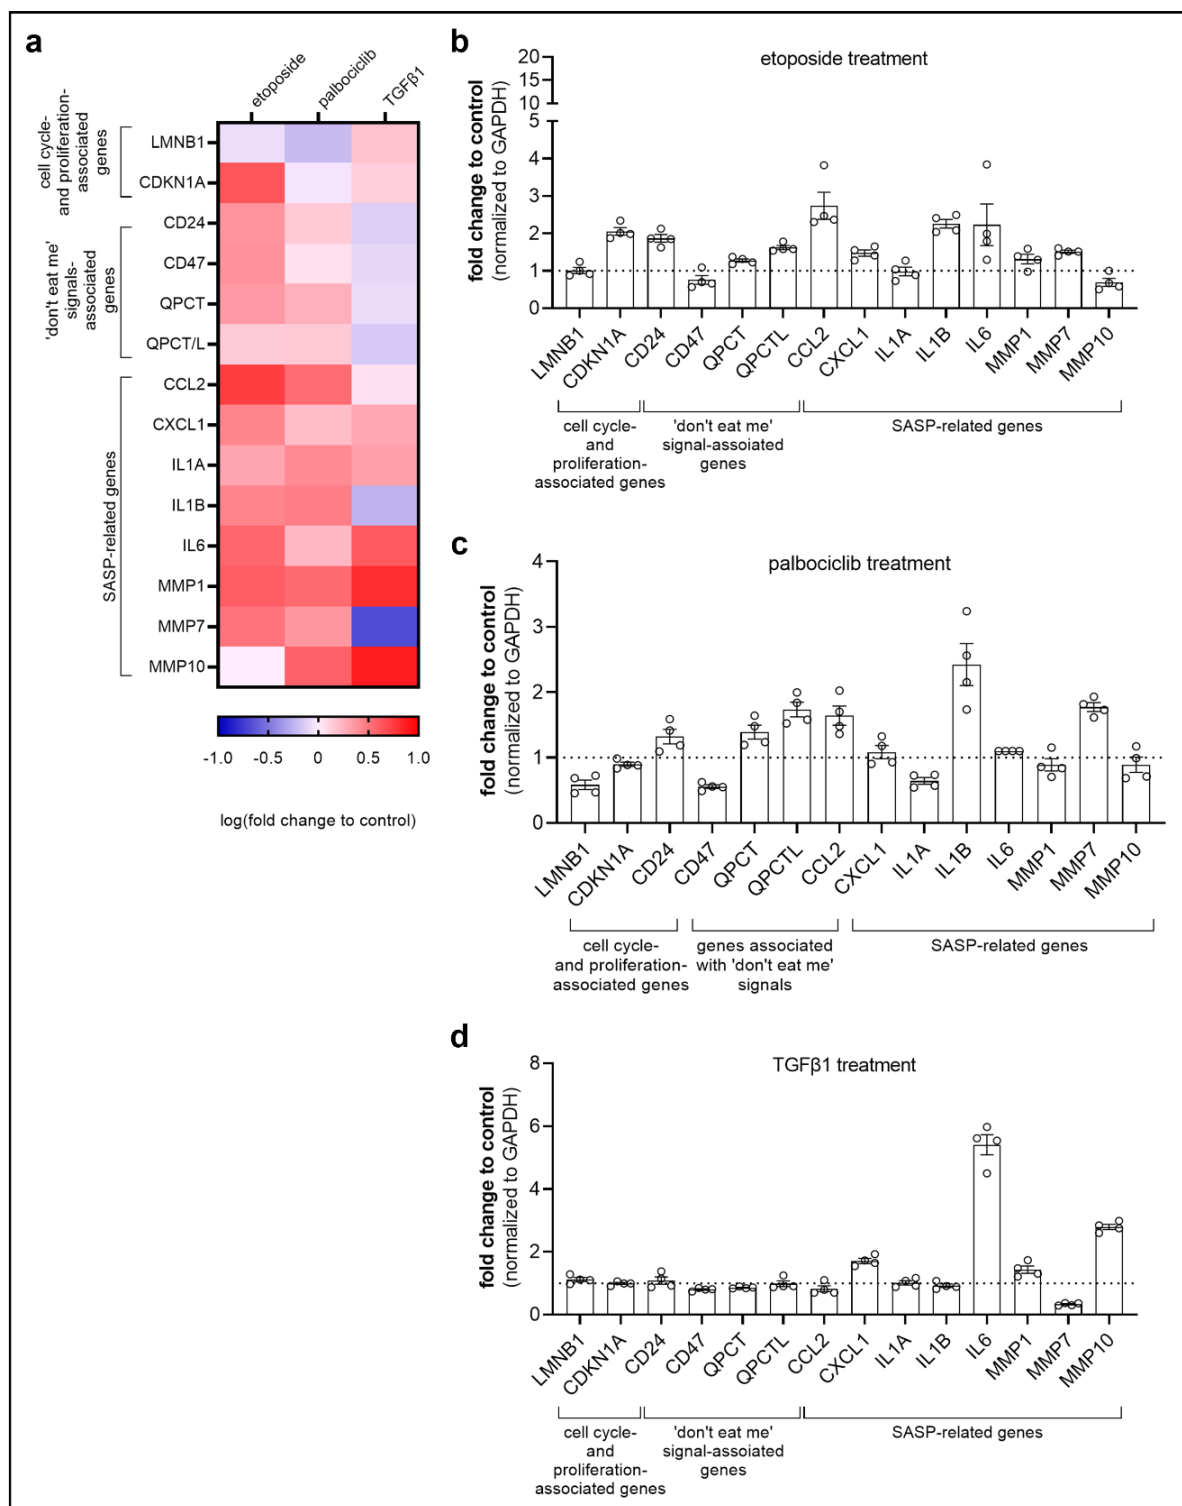 a
etoposide
palbociclib
TGFβ1
cell cycle-
and proliferation-
associated
genes
'don't eat me'
signals-
associated
genes
SASP-related genes
LMNB1
CDKN1A
CD24
CD47
QPCT
QPCT/L
CCL2
CXCL1
IL1A
IL1B
IL6
MMP1
MMP7
MMP10
-1.0 -0.5 0 0.5 1.0
log(fold change to control)
b
etoposide treatment
fold change to control
(normalized to GAPDH)
20
15
10
5
4
3
2
1
0
LMNB1 CDKN1A CD24 CD47 QPCT QPCTL CCL2 CXCL1 IL1A IL1B IL6 MMP1 MMP7 MMP10
cell cycle-
and
proliferation-
associated genes
'don't eat me'
signal-assoiated
genes
SASP-related genes
c
palbociclib treatment
fold change to control
(normalized to GAPDH)
4
3
2
1
0
LMNB1 CDKN1A CD24 CD47 QPCT QPCTL CCL2 CXCL1 IL1A IL1B IL6 MMP1 MMP7 MMP10
cell cycle-
and proliferation-
associated genes
genes associated
with 'don't eat me'
signals
SASP-related genes
d
TGFβ1 treatment
fold change to control
(normalized to GAPDH)
8
6
4
2
1
0
LMNB1 CDKN1A CD24 CD47 QPCT QPCTL CCL2 CXCL1 IL1A IL1B IL6 MMP1 MMP7 MMP10
cell cycle-
and
proliferation-
associated genes
'don't eat me'
signal-assoiated
genes
SASP-related genes